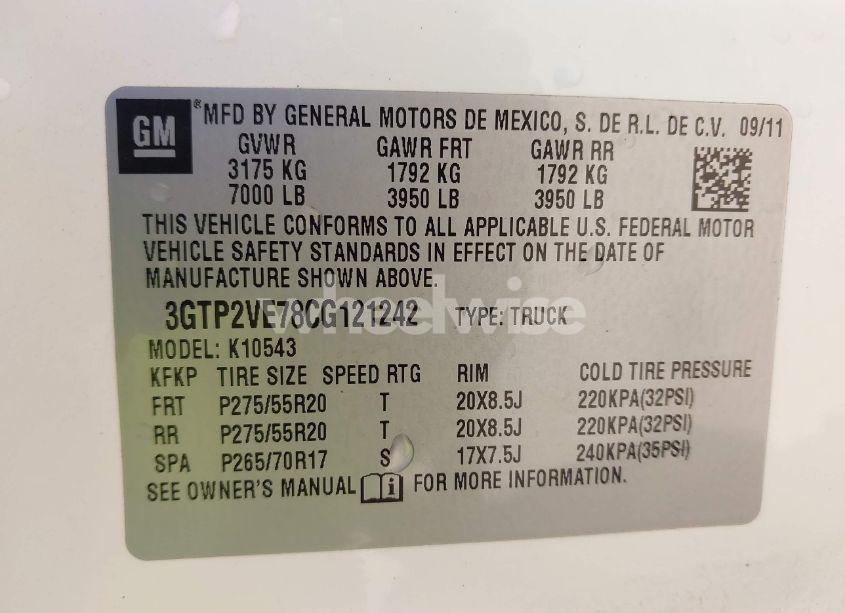 GM
®MFD BY GENERAL MOTORS DE MEXICO, S. DE R.L. DE C.V. 09/11
GVWR GAWR FRT GAWR RR
3175 KG 1792 KG 1792 KG
7000 LB 3950 LB 3950 LB
THIS VEHICLE CONFORMS TO ALL APPLICABLE U.S. FEDERAL MOTOR
VEHICLE SAFETY STANDARDS IN EFFECT ON THE DATE OF
MANUFACTURE SHOWN ABOVE.
3GTP2VE78CG121242 TYPE: TRUCK
wheelwise
MODEL: K10543
KFKP TIRE SIZE SPEED RTG RIM COLD TIRE PRESSURE
FRT P275/55R20 T 20X8.5J 220KPA(32PSI)
RR P275/55R20 T 20X8.5J 220KPA(32PSI)
SPA P265/70R17 S 17X7.5J 240KPA(35PSI)
SEE OWNER'S MANUAL i FOR MORE INFORMATION.